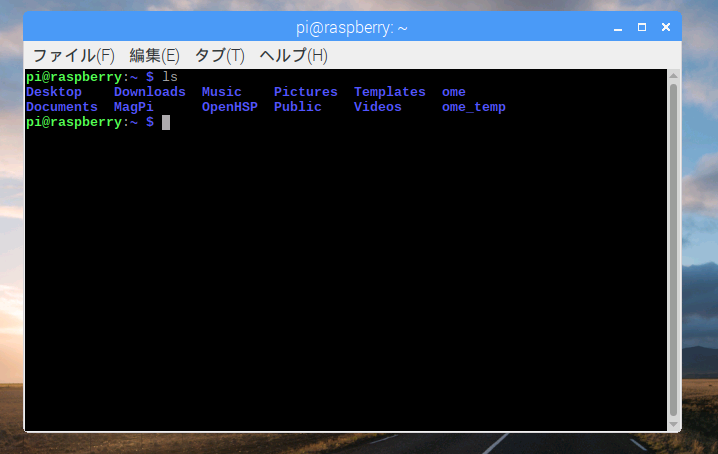 pi@raspberry: ~
ファイル(F) 編集(E) タブ(T) ヘルプ(H)
pi@raspberry:~ $ ls
Desktop Downloads Music Pictures Templates ome
Documents MagPi OpenHSP Public Videos ome_temp
pi@raspberry:~ $